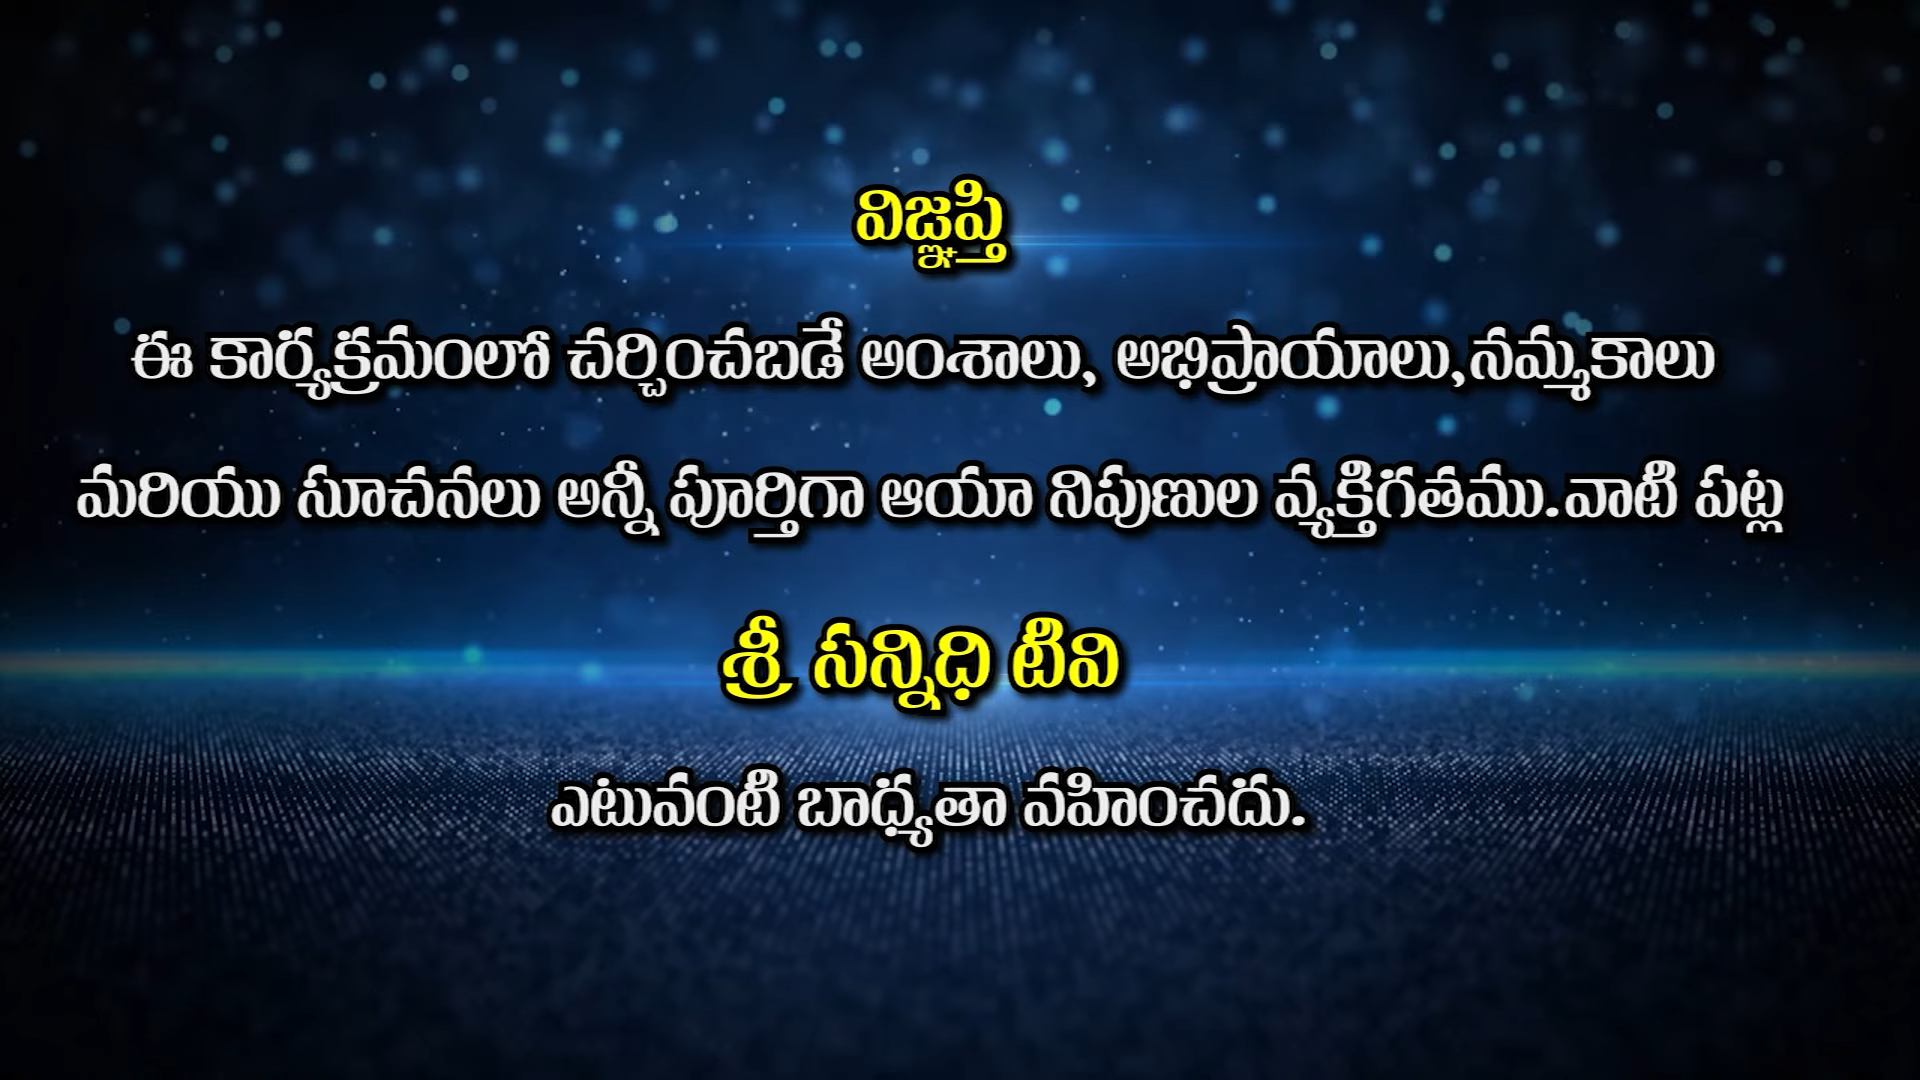 విజ్ఞప్తి
ఈ కార్యక్రమంలో చర్చించబడే అంశాలు, అభిప్రాయాలు,నమ్మకాలు
మరియు సూచనలు అన్నీ పూర్తిగా ఆయా నిపుణుల వ్యక్తిగతము.వాటి పట్ల
శ్రీ సన్నిధి టీవి
ఎటువంటి బాధ్యతా వహించదు.